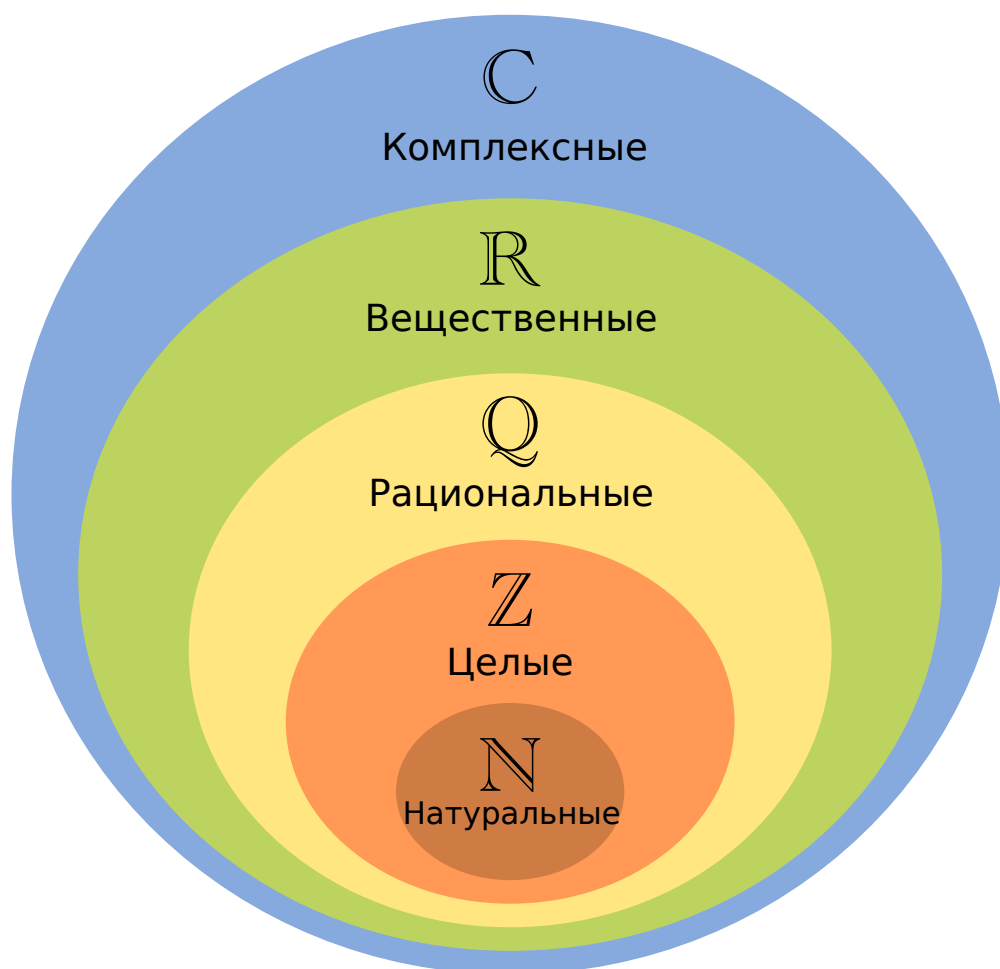 ℂ
Комплексные
ℝ
Вещественные
ℚ
Рациональные
ℤ
Целые
ℕ
Натуральные